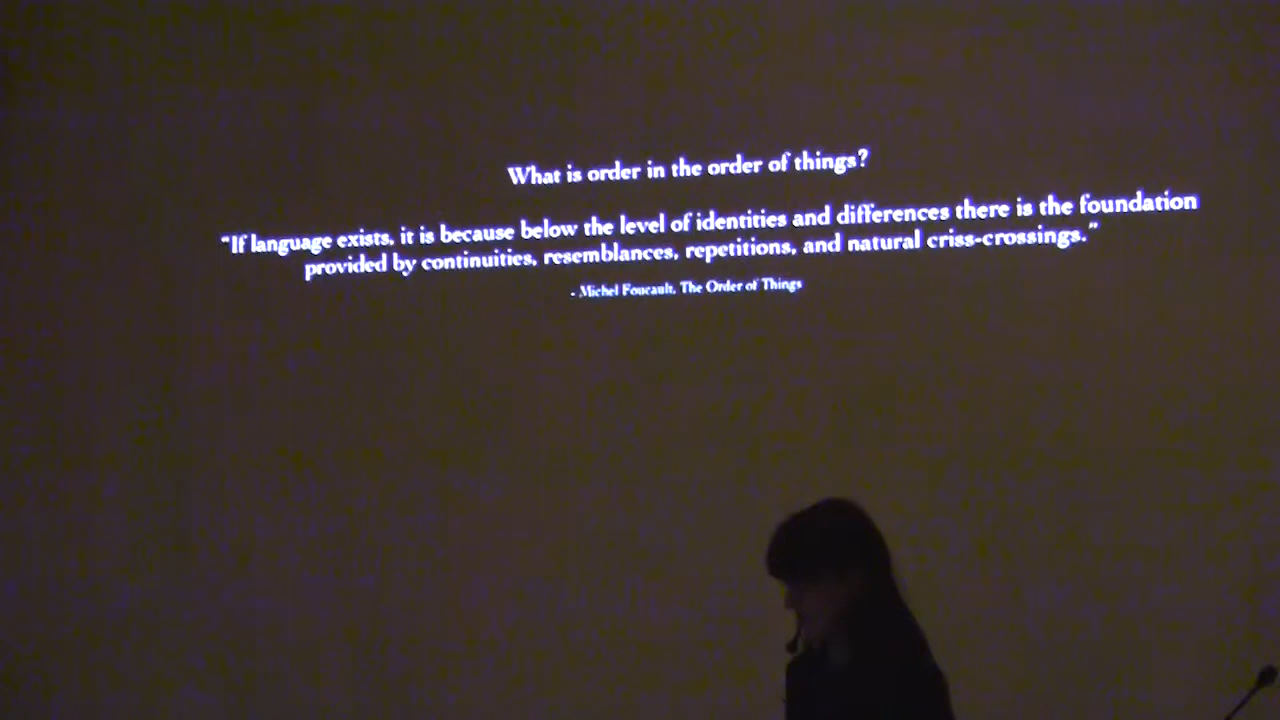 What is order in the order of things?
“If language exists, it is because below the level of identities and differences there is the foundation
provided by continuities, resemblances, repetitions, and natural criss-crossings.”
- Michel Foucault, The Order of Things